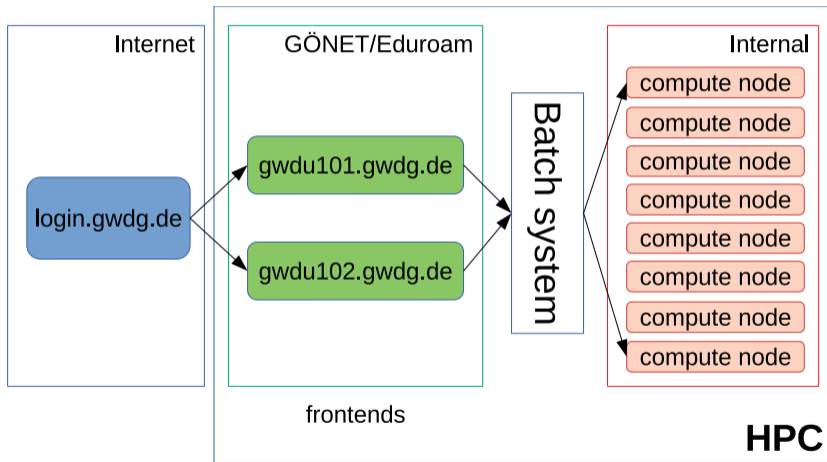 Internet
GÖNET/Eduroam
Internal
login.gwdg.de
gwdu101.gwdg.de
gwdu102.gwdg.de
Batch system
compute node
compute node
compute node
compute node
compute node
compute node
compute node
compute node
frontends
HPC